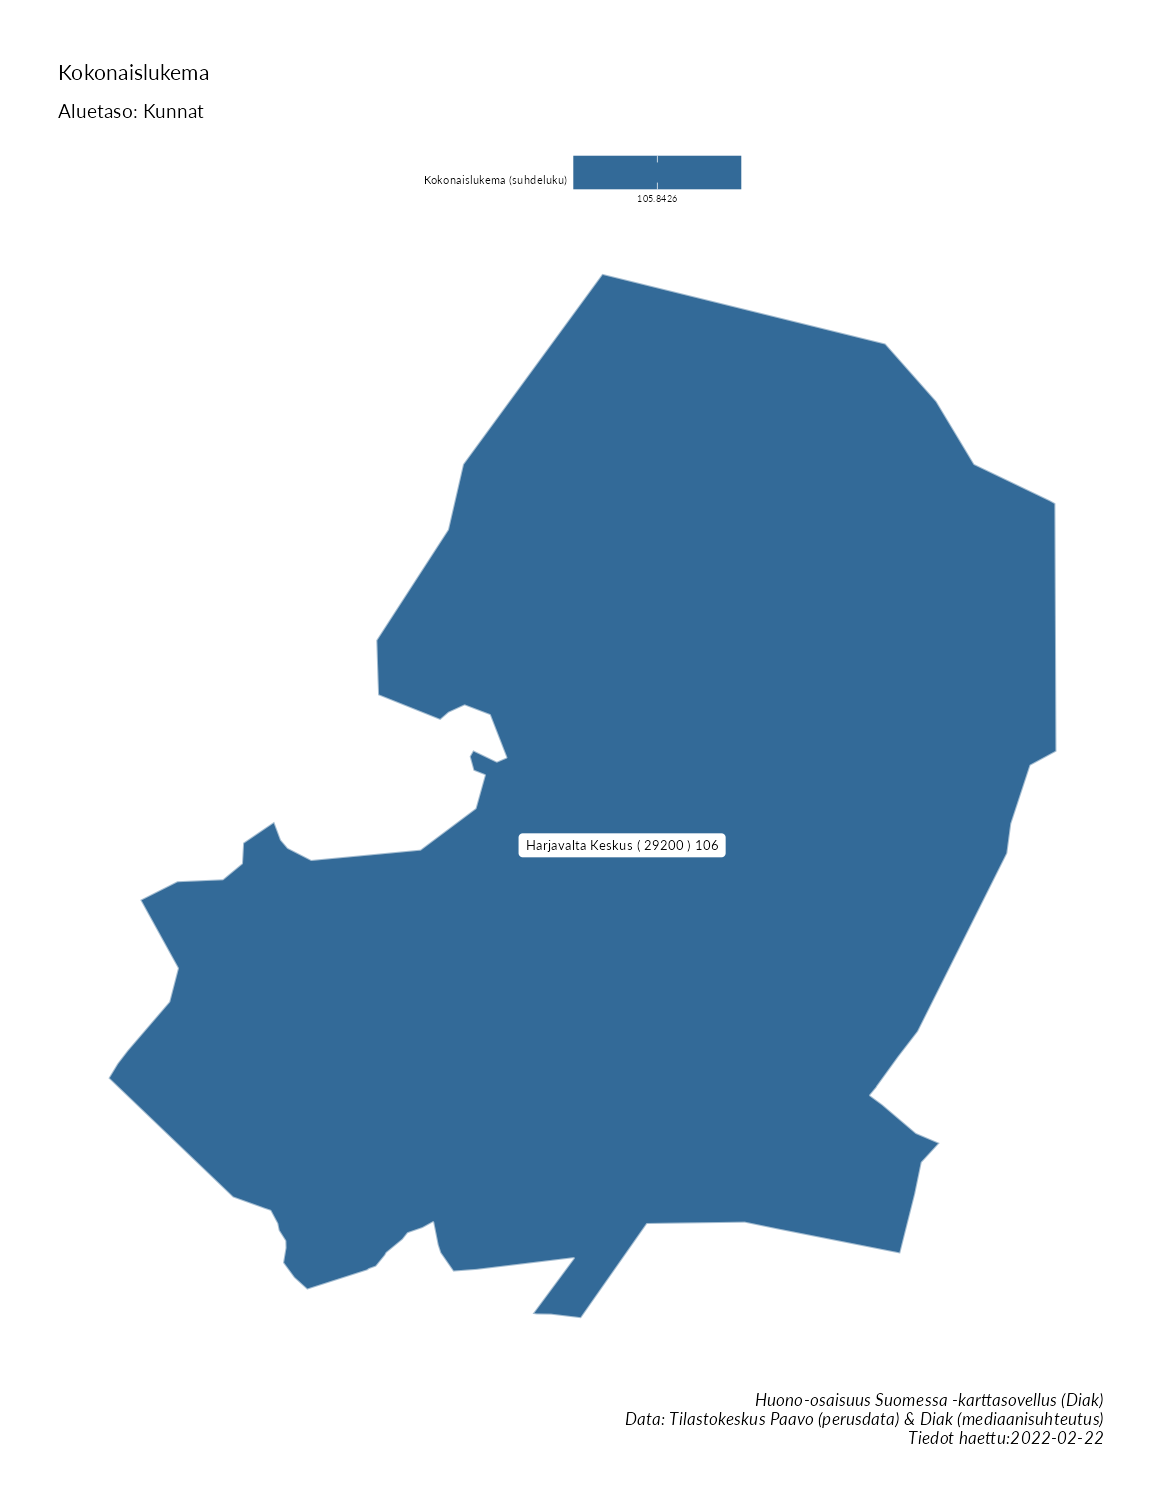 Kokonaislukema
Aluetaso: Kunnat
Kokonaislukema (suhdeluku)
105.8426
Harjavalta Keskus ( 29200 ) 106
Huono-osaisuus Suomessa -karttasovellus (Diak)
Data: Tilastokeskus Paavo (perusdata) & Diak (mediaanisuhteutus)
Tiedot haettu:2022-02-22